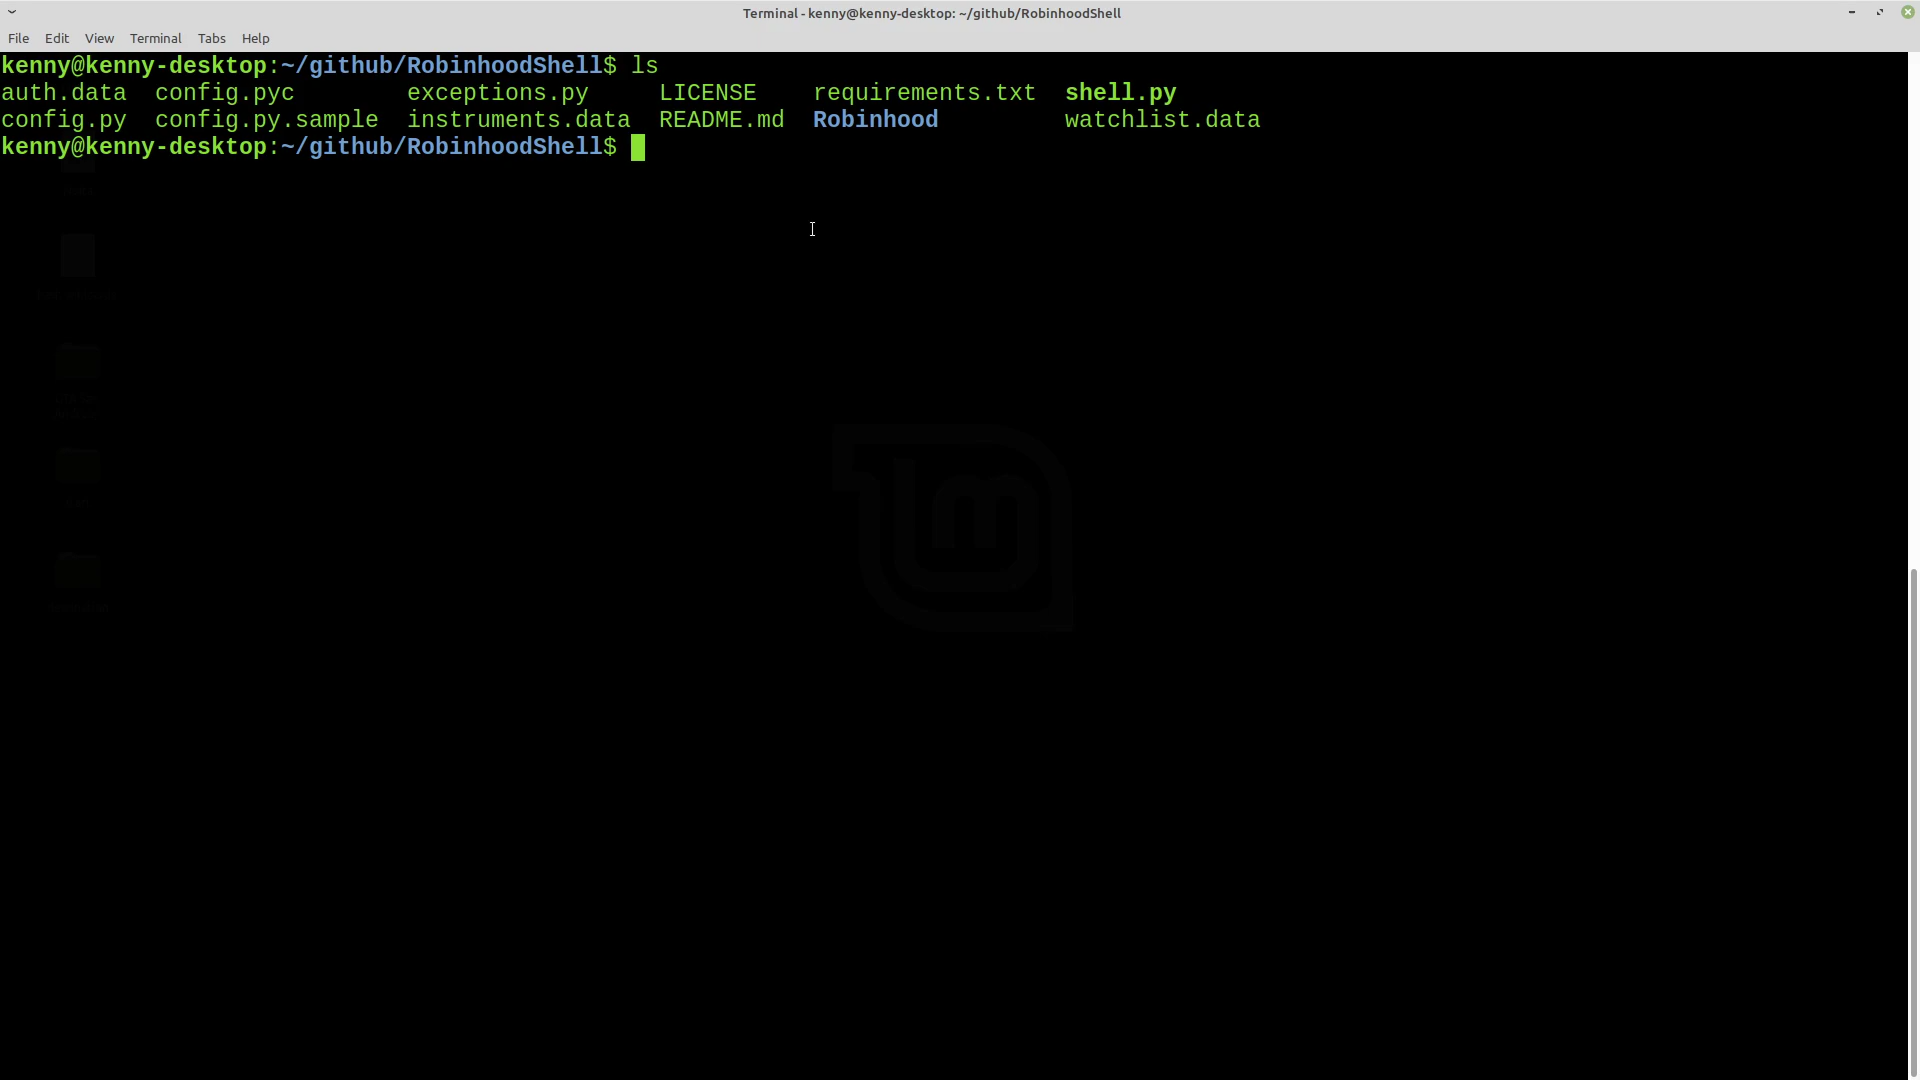 Terminal - kenny@kenny-desktop: ~/github/RobinhoodShell
File Edit View Terminal Tabs Help
kenny@kenny-desktop:~/github/RobinhoodShell$ ls
auth.data config.pyc exceptions.py LICENSE requirements.txt shell.py
config.py config.py.sample instruments.data README.md Robinhood watchlist.data
kenny@kenny-desktop:~/github/RobinhoodShell$